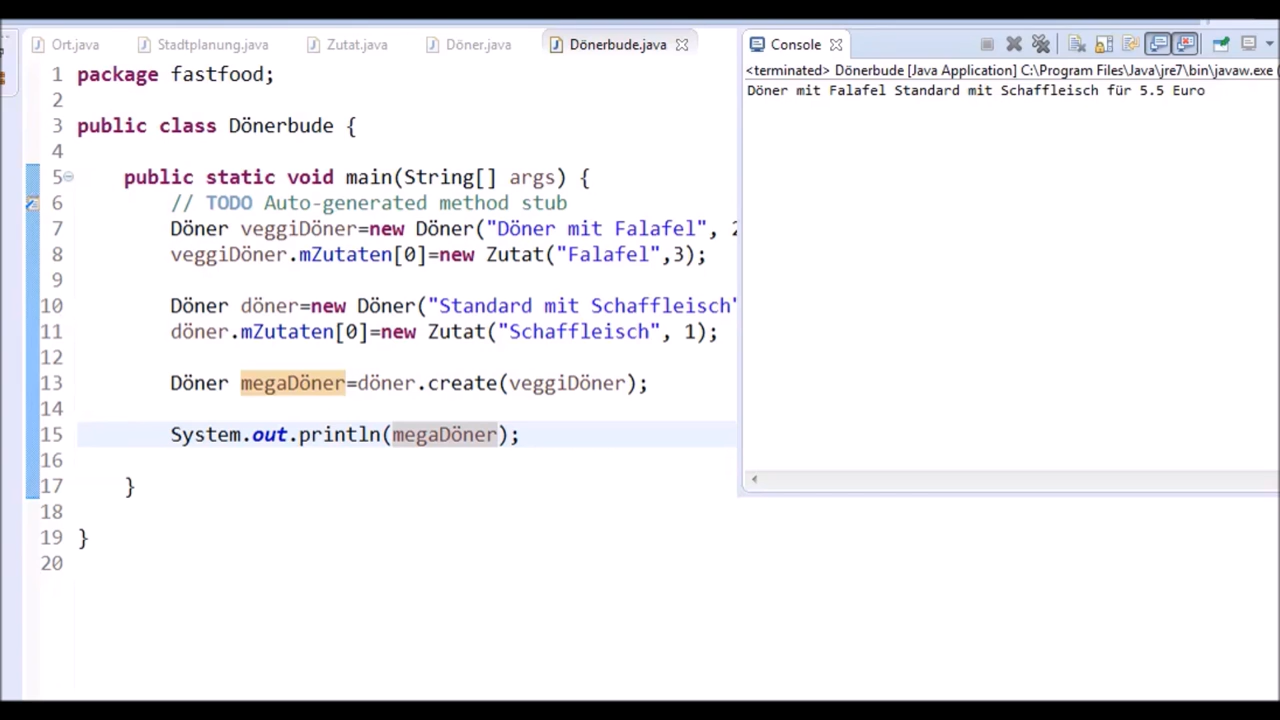 Ort.java Stadtplanung.java Zutat.java Döner.java Dönerbude.java
1 package fastfood;
2
3 public class Dönerbude {
4
5 public static void main(String[] args) {
6 // TODO Auto-generated method stub
7 Döner veggiDöner=new Döner("Döner mit Falafel", 2
8 veggiDöner.mZutaten[0]=new Zutat("Falafel",3);
9
10 Döner döner=new Döner("Standard mit Schaffleisch"
11 döner.mZutaten[0]=new Zutat("Schaffleisch", 1);
12
13 Döner megaDöner=döner.create(veggiDöner);
14
15 System.out.println(megaDöner);
16
17 }
18
19 }
20
Console
<terminated> Dönerbude [Java Application] C:\Program Files\Java\jre7\bin\javaw.exe (
Döner mit Falafel Standard mit Schaffleisch für 5.5 Euro